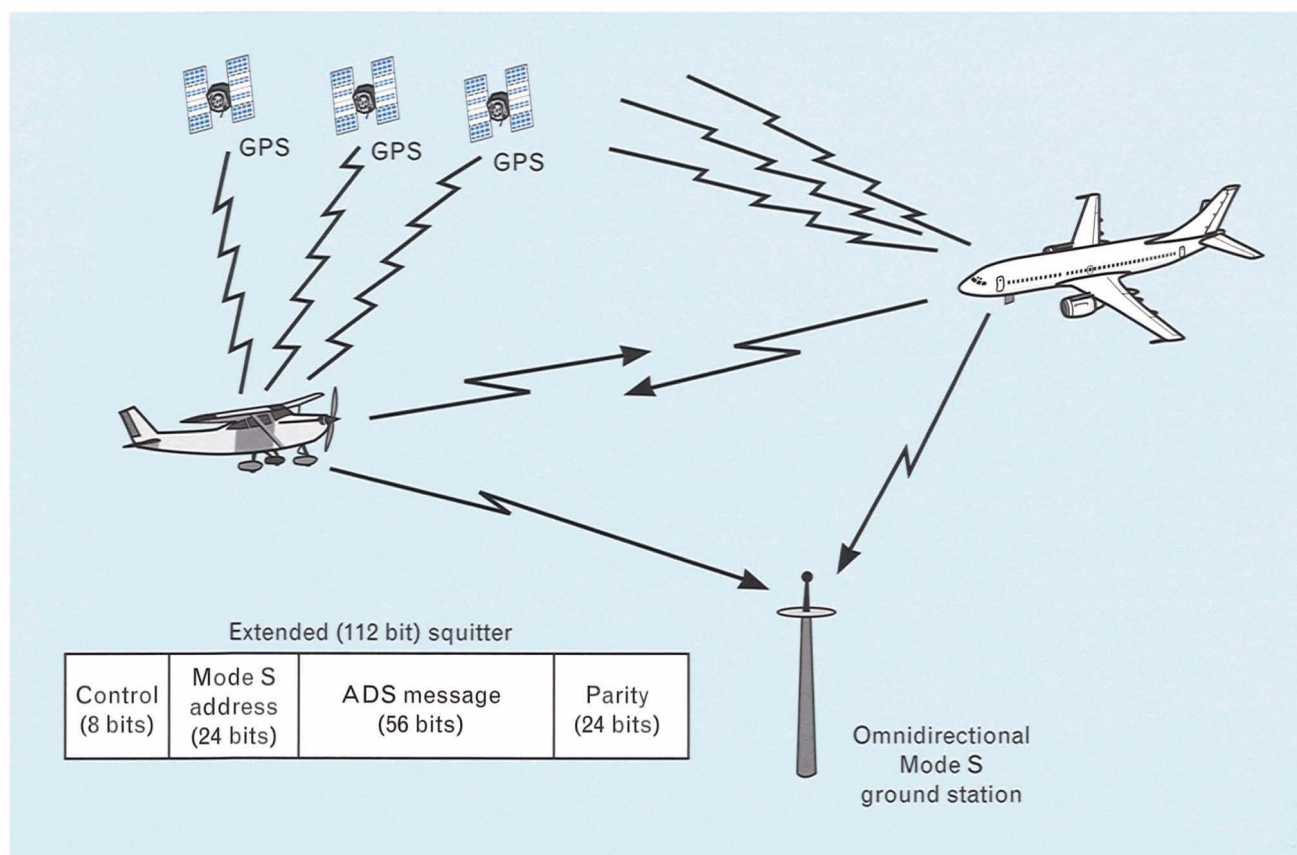 GPS
GPS
GPS
Extended (112 bit) squitter
Control
(8 bits)
Mode S
address
(24 bits)
ADS message
(56 bits)
Parity
(24 bits)
Omnidirectional
Mode S
ground station